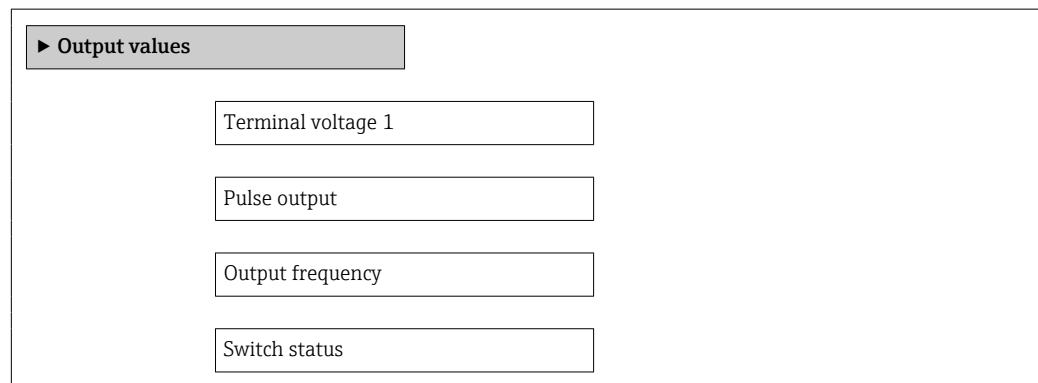 ▶ Output values
Terminal voltage 1
Pulse output
Output frequency
Switch status